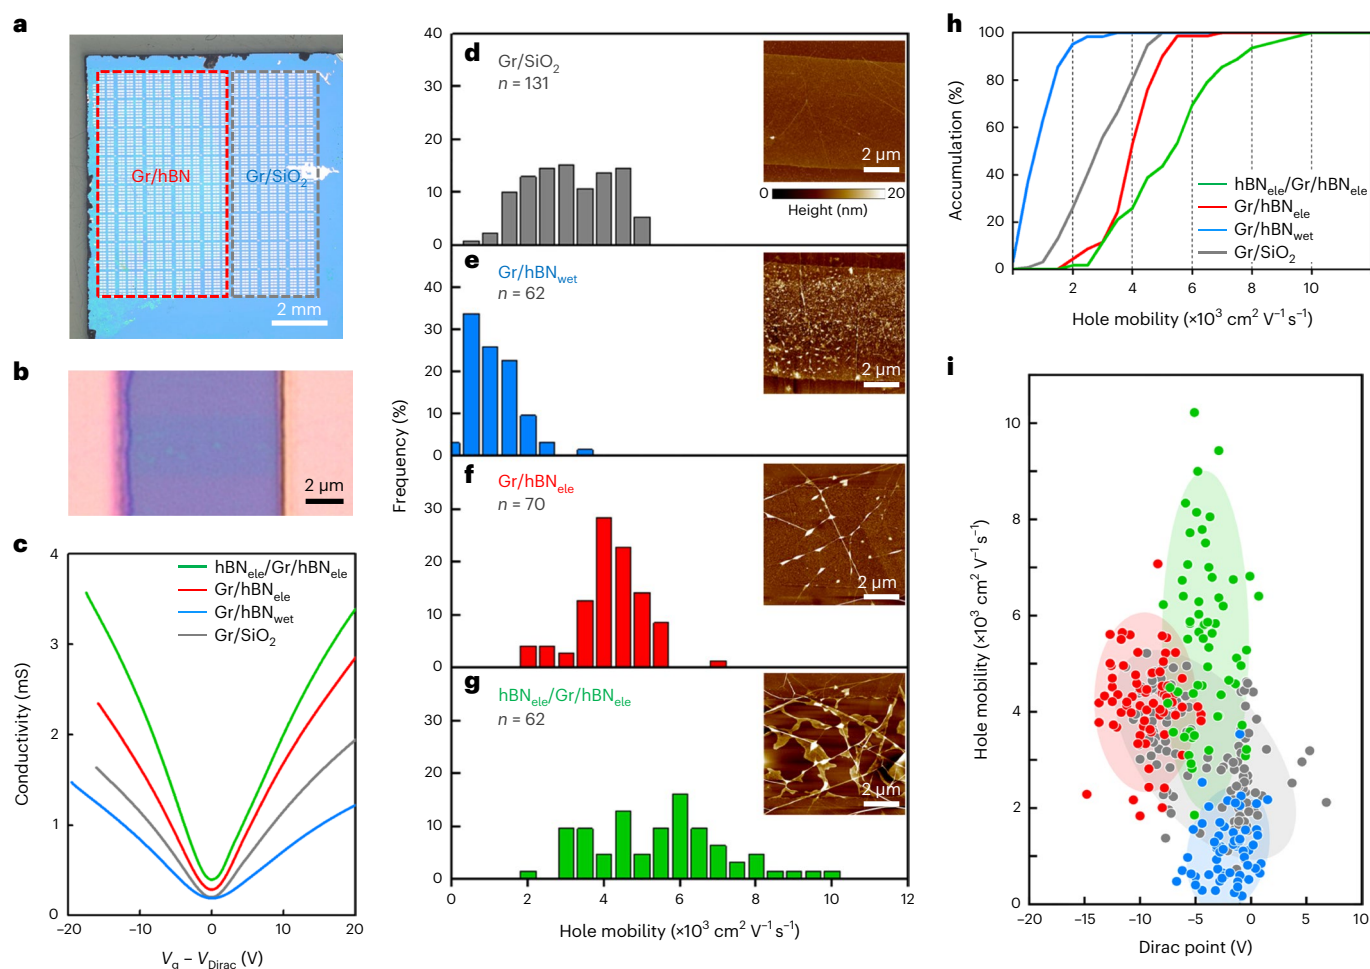 a
Gr/hBN
Gr/SiO₂
2 mm
b
2 μm
c
Conductivity (mS)
4
3
2
1
0
hBNₑₗₑ/Gr/hBNₑₗₑ
Gr/hBNₑₗₑ
Gr/hBN_wet
Gr/SiO₂
–20
–10
0
10
20
V_g – V_Dirac (V)
Frequency (%)
d
Gr/SiO₂
n = 131
40
30
20
10
0
2 μm
0
20
Height (nm)
e
Gr/hBN_wet
n = 62
40
30
20
10
0
2 μm
f
Gr/hBNₑₗₑ
n = 70
30
20
10
0
2 μm
g
hBNₑₗₑ/Gr/hBNₑₗₑ
n = 62
30
20
10
0
2 μm
0
2
4
6
8
10
12
Hole mobility (×10³ cm² V⁻¹ s⁻¹)
h
Accumulation (%)
100
80
60
40
20
0
hBNₑₗₑ/Gr/hBNₑₗₑ
Gr/hBNₑₗₑ
Gr/hBN_wet
Gr/SiO₂
2
4
6
8
10
Hole mobility (×10³ cm² V⁻¹ s⁻¹)
i
Hole mobility (×10³ cm² V⁻¹ s⁻¹)
10
8
6
4
2
0
–20
–15
–10
–5
0
5
10
Dirac point (V)